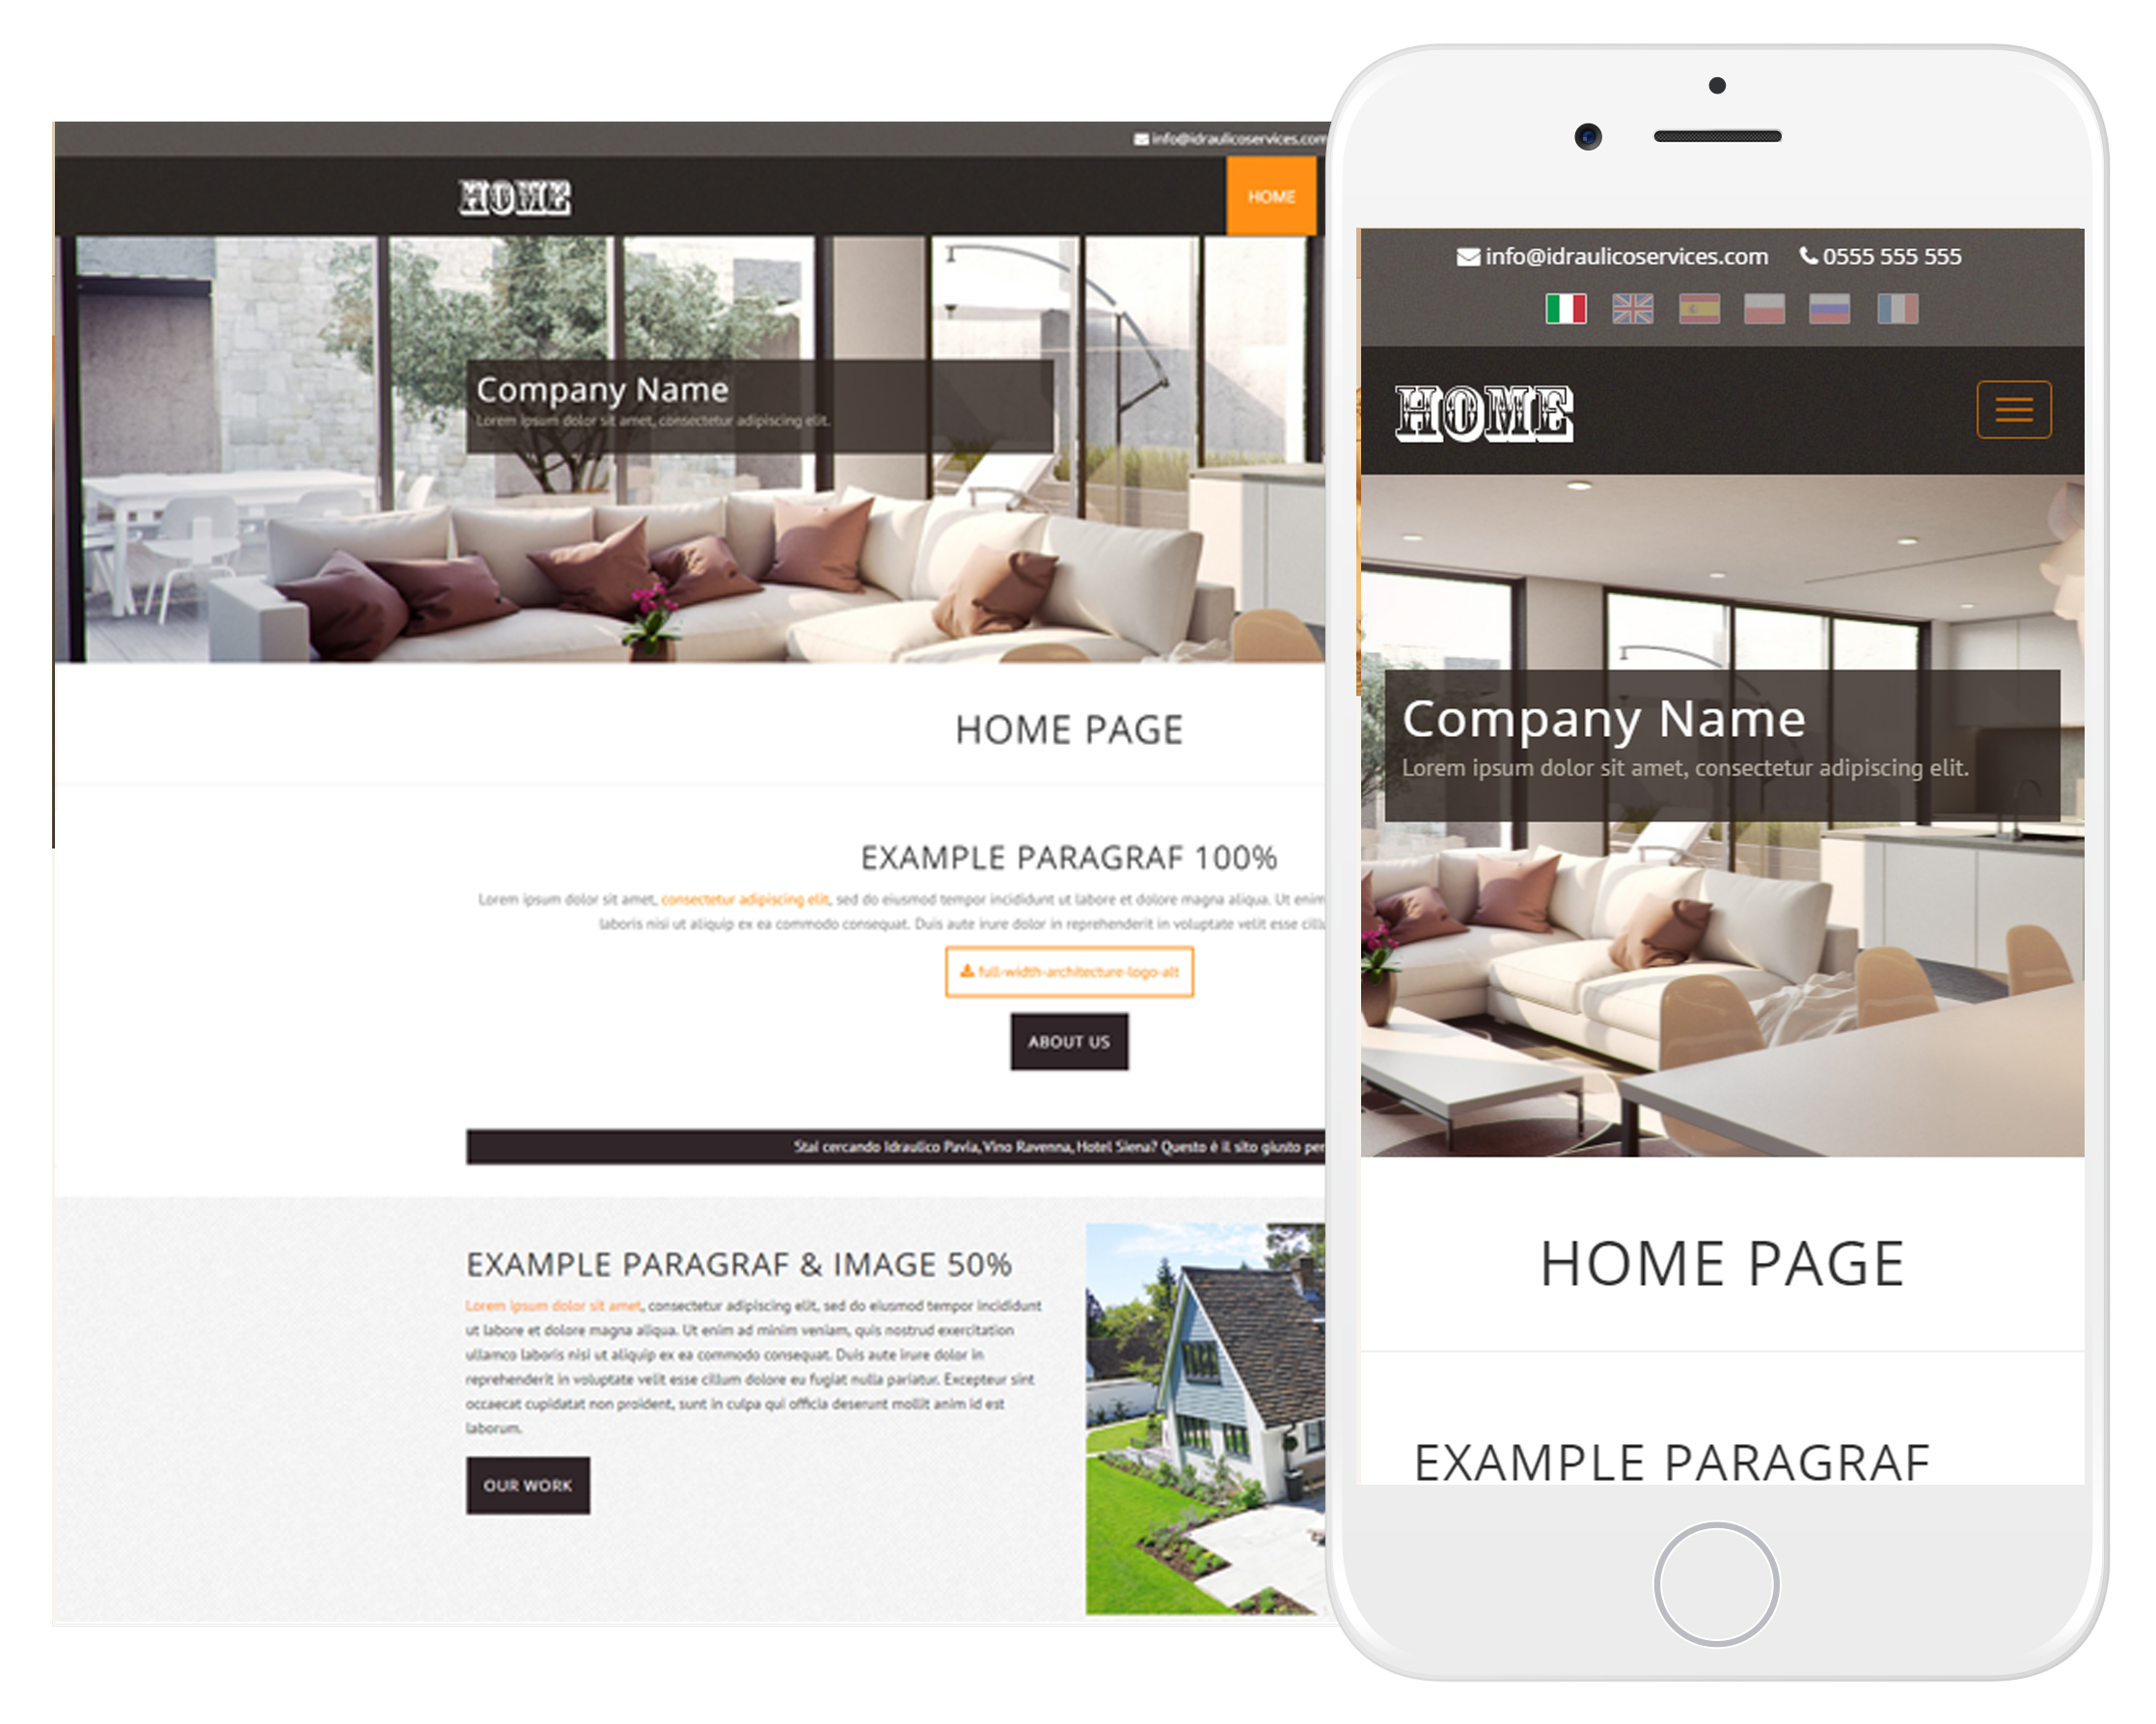 info@idraulicoservices.com
HOME
HOME
Company Name
Lorem ipsum dolor sit amet, consectetur adipiscing elit.
HOME PAGE
EXAMPLE PARAGRAF 100%
Lorem ipsum dolor sit amet, consectetur adipiscing elit, sed do eiusmod tempor incididunt ut labore et dolore magna aliqua. Ut enim
laboris nisi ut aliquip ex ea commodo consequat. Duis aute irure dolor in reprehenderit in voluptate velit esse
full-width-architecture-logo-alt
ABOUT US
Stai cercando Idraulico Pavia, Vino Ravenna, Hotel Siena? Questo è il sito giusto per
EXAMPLE PARAGRAF & IMAGE 50%
Lorem ipsum dolor sit amet, consectetur adipiscing elit, sed do eiusmod tempor incididunt
ut labore et dolore magna aliqua. Ut enim ad minim veniam, quis nostrud exercitation
ullamco laboris nisi ut aliquip ex ea commodo consequat. Duis aute irure dolor in
reprehenderit in voluptate velit esse cillum dolore eu fugiat nulla pariatur. Excepteur sint
occaecat cupidatat non proident, sunt in culpa qui officia deserunt mollit anim id est
laborum.
OUR WORK
info@idraulicoservices.com 0555 555 555
HOME
Company Name
Lorem ipsum dolor sit amet, consectetur adipiscing elit.
HOME PAGE
EXAMPLE PARAGRAF